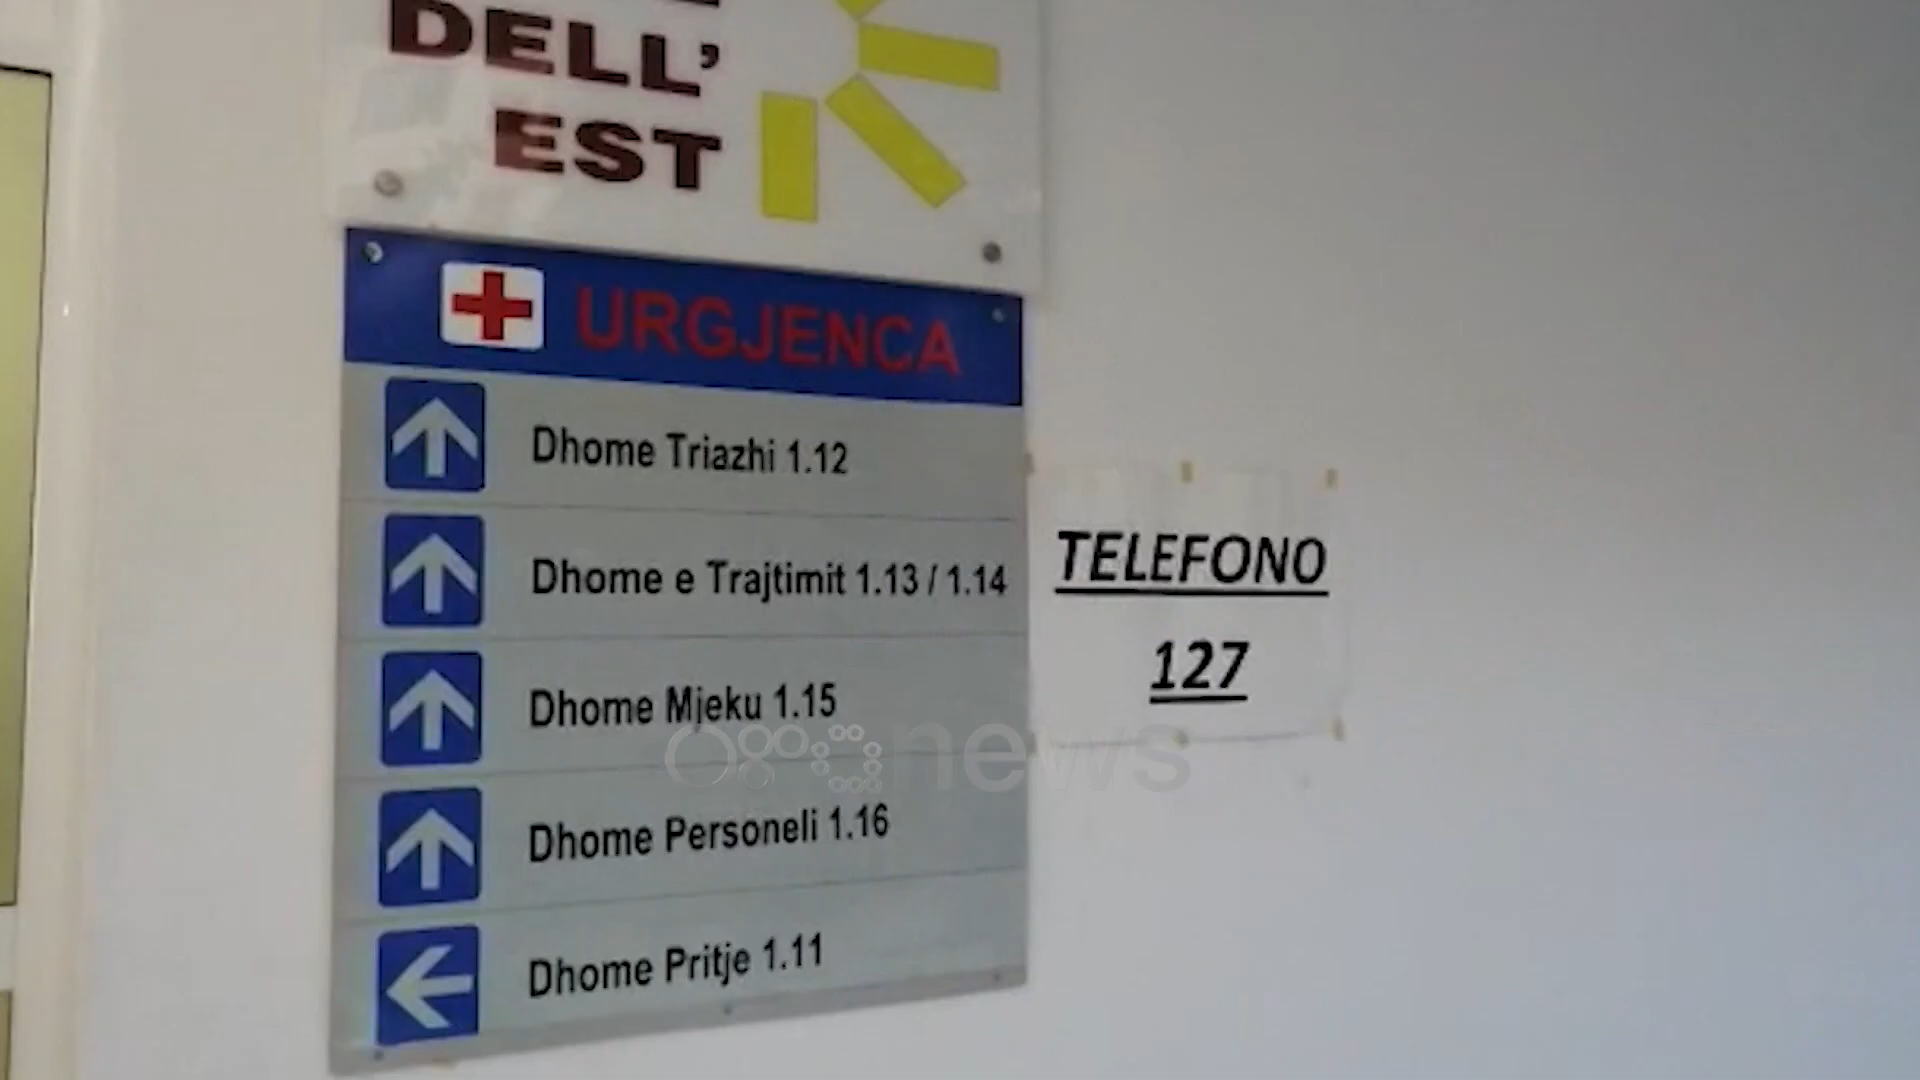 DELL'
EST
URGJENCA
Dhome Triazhi 1.12
Dhome e Trajtimit 1.13 / 1.14
Dhome Mjeku 1.15
Dhome Personeli 1.16
Dhome Pritje 1.11
TELEFONO
127
news